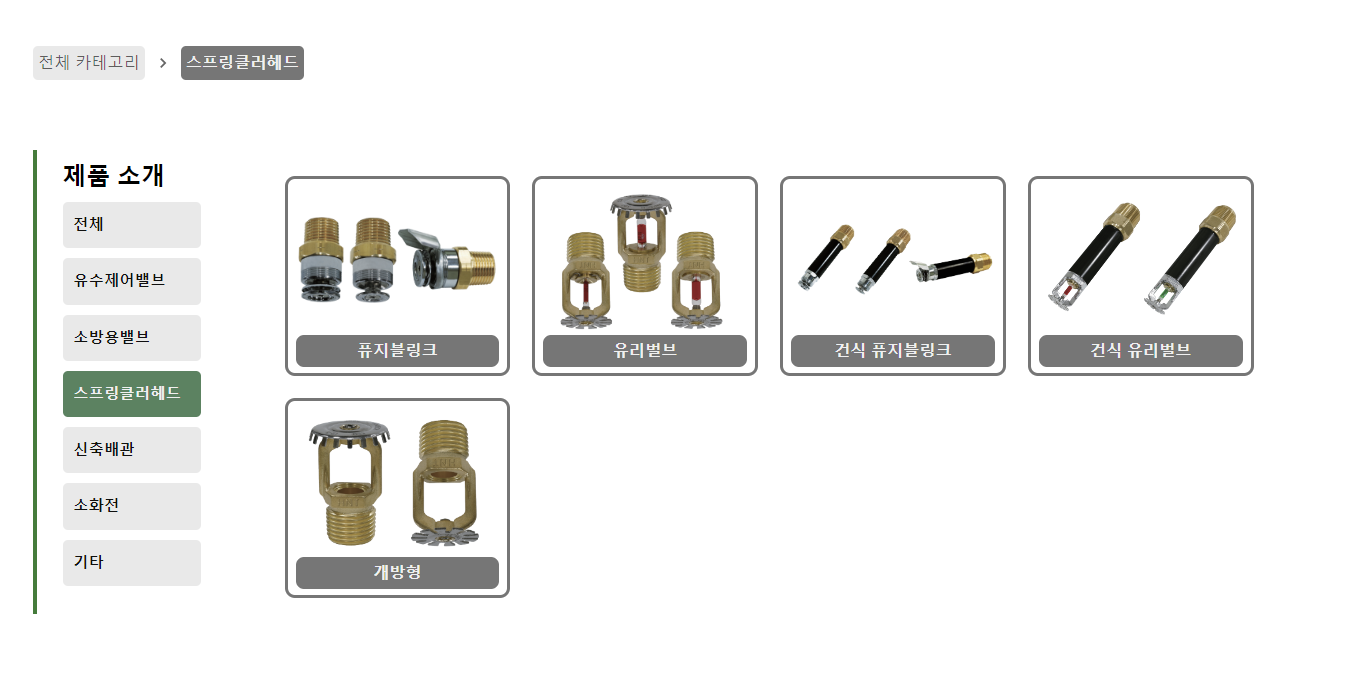 전체 카테고리 > 스프링클러헤드
제품 소개
전체
유수제어밸브
소방용밸브
스프링클러헤드
신축배관
소화전
기타
퓨지블링크
유리벌브
건식 퓨지블링크
건식 유리벌브
개방형